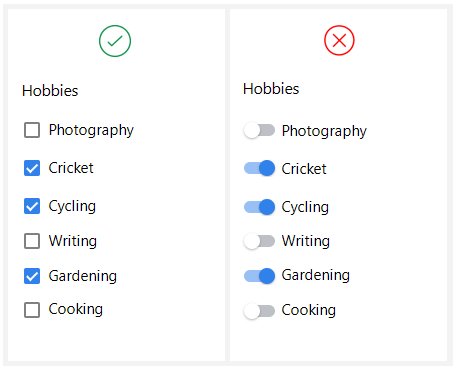 Hobbies
Photography
Cricket
Cycling
Writing
Gardening
Cooking
Hobbies
Photography
Cricket
Cycling
Writing
Gardening
Cooking